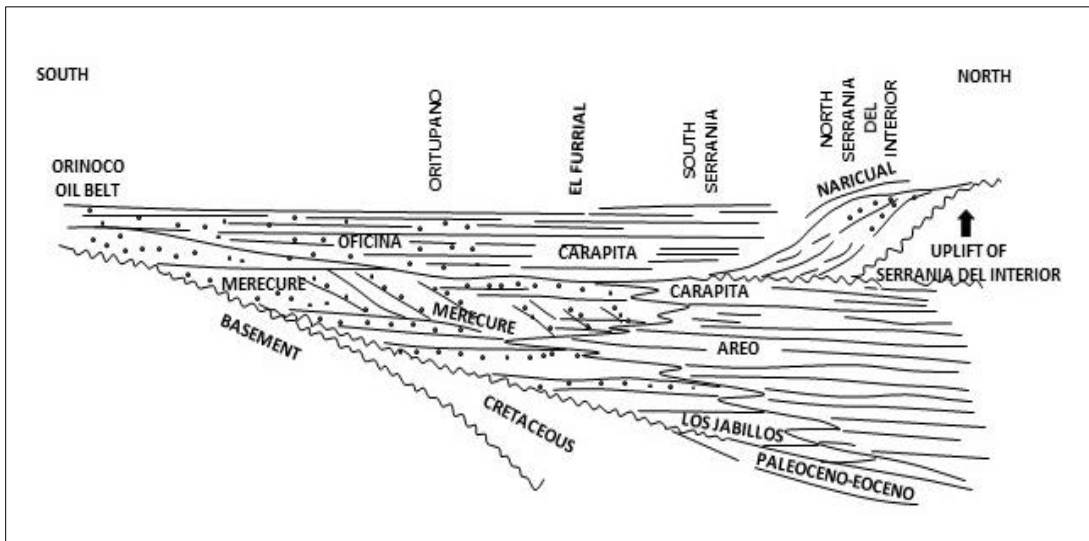 SOUTH
NORTH
ORITUPANO
EL FURRIAL
SOUTH
SERRANIA
NORTH
SERRANIA
DEL
INTERIOR
NARICUAL
ORINOCO
OIL BELT
OFICINA
CARAPITA
UPLIFT OF
SERRANIA DEL INTERIOR
MERECURE
CARAPITA
MERECURE
BASEMENT
AREO
CRETACEOUS
LOS JABILLOS
PALEOCENO-EOCENO